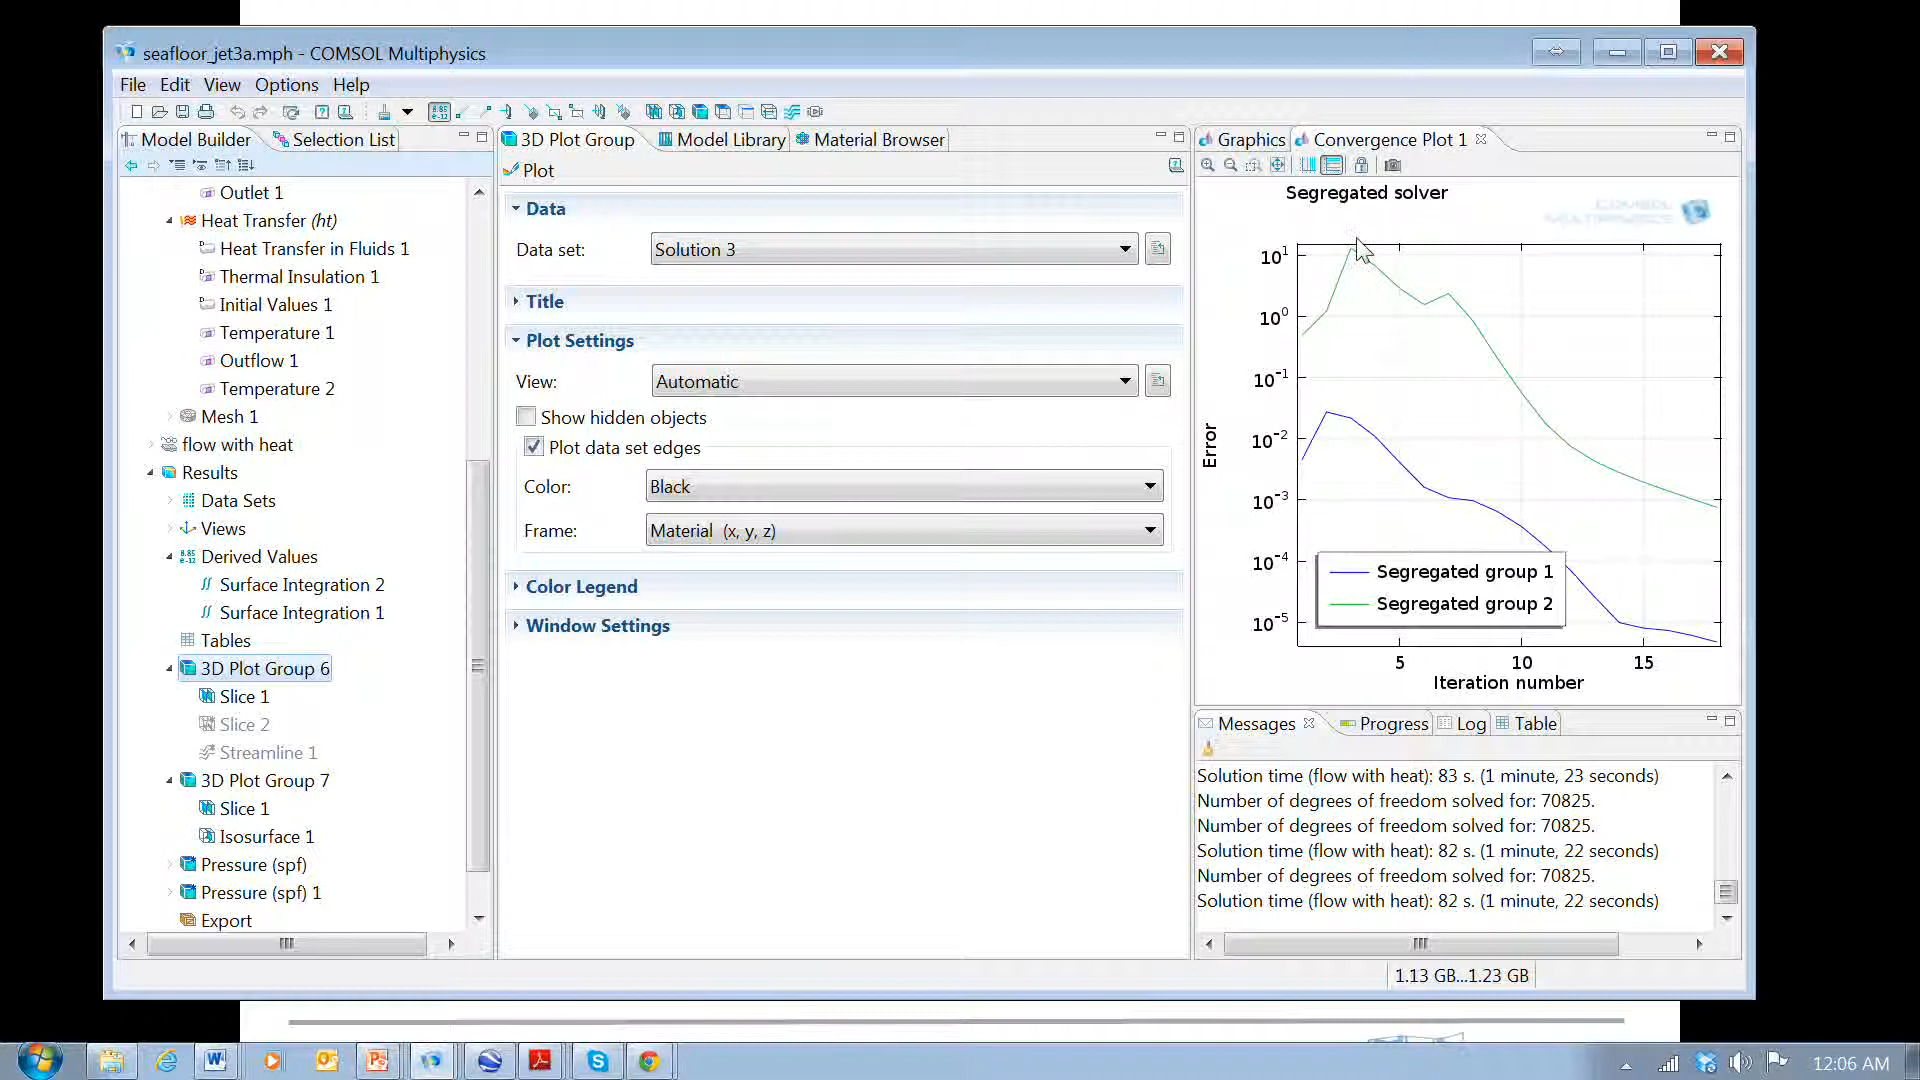 seafloor_jet3a.mph - COMSOL Multiphysics
File Edit View Options Help
Model Builder
Selection List
Outlet 1
Heat Transfer (ht)
Heat Transfer in Fluids 1
Thermal Insulation 1
Initial Values 1
Temperature 1
Outflow 1
Temperature 2
Mesh 1
flow with heat
Results
Data Sets
Views
Derived Values
Surface Integration 2
Surface Integration 1
Tables
3D Plot Group 6
Slice 1
Slice 2
Streamline 1
3D Plot Group 7
Slice 1
Isosurface 1
Pressure (spf)
Pressure (spf) 1
Export
3D Plot Group
Model Library
Material Browser
Plot
Data
Data set: Solution 3
Title
Plot Settings
View: Automatic
Show hidden objects
Plot data set edges
Color: Black
Frame: Material (x, y, z)
Color Legend
Window Settings
Graphics
Convergence Plot 1
Segregated solver
COMSOL
MULTIPHYSICS
10^1
10^0
10^-1
10^-2
10^-3
10^-4
10^-5
Error
Segregated group 1
Segregated group 2
5 10 15
Iteration number
Messages
Progress
Log
Table
Solution time (flow with heat): 83 s. (1 minute, 23 seconds)
Number of degrees of freedom solved for: 70825.
Number of degrees of freedom solved for: 70825.
Solution time (flow with heat): 82 s. (1 minute, 22 seconds)
Number of degrees of freedom solved for: 70825.
Solution time (flow with heat): 82 s. (1 minute, 22 seconds)
1.13 GB...1.23 GB
12:06 AM